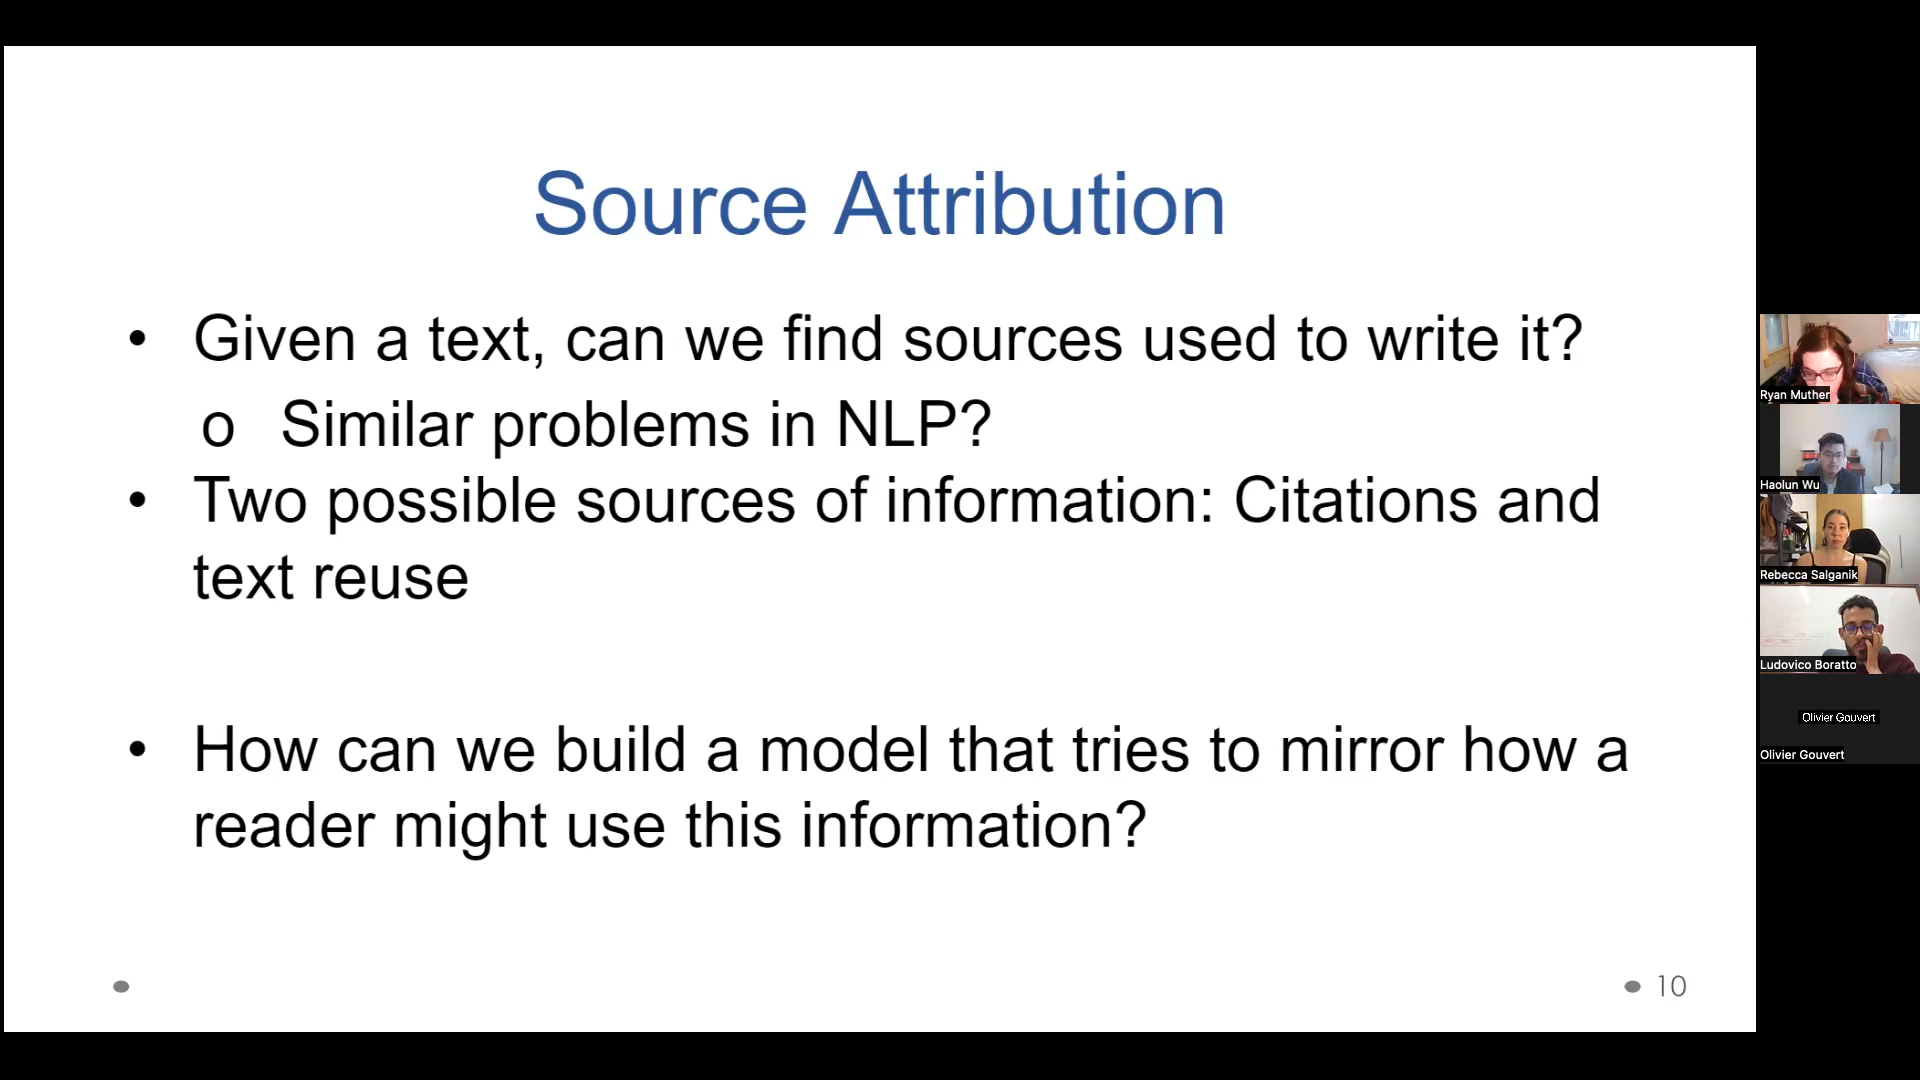 Source Attribution
• Given a text, can we find sources used to write it?
o Similar problems in NLP?
• Two possible sources of information: Citations and
text reuse
• How can we build a model that tries to mirror how a
reader might use this information?
10
Ryan Muther
Haolun Wu
Rebecca Salganik
Ludovico Boratto
Olivier Gouvert
Olivier Gouvert